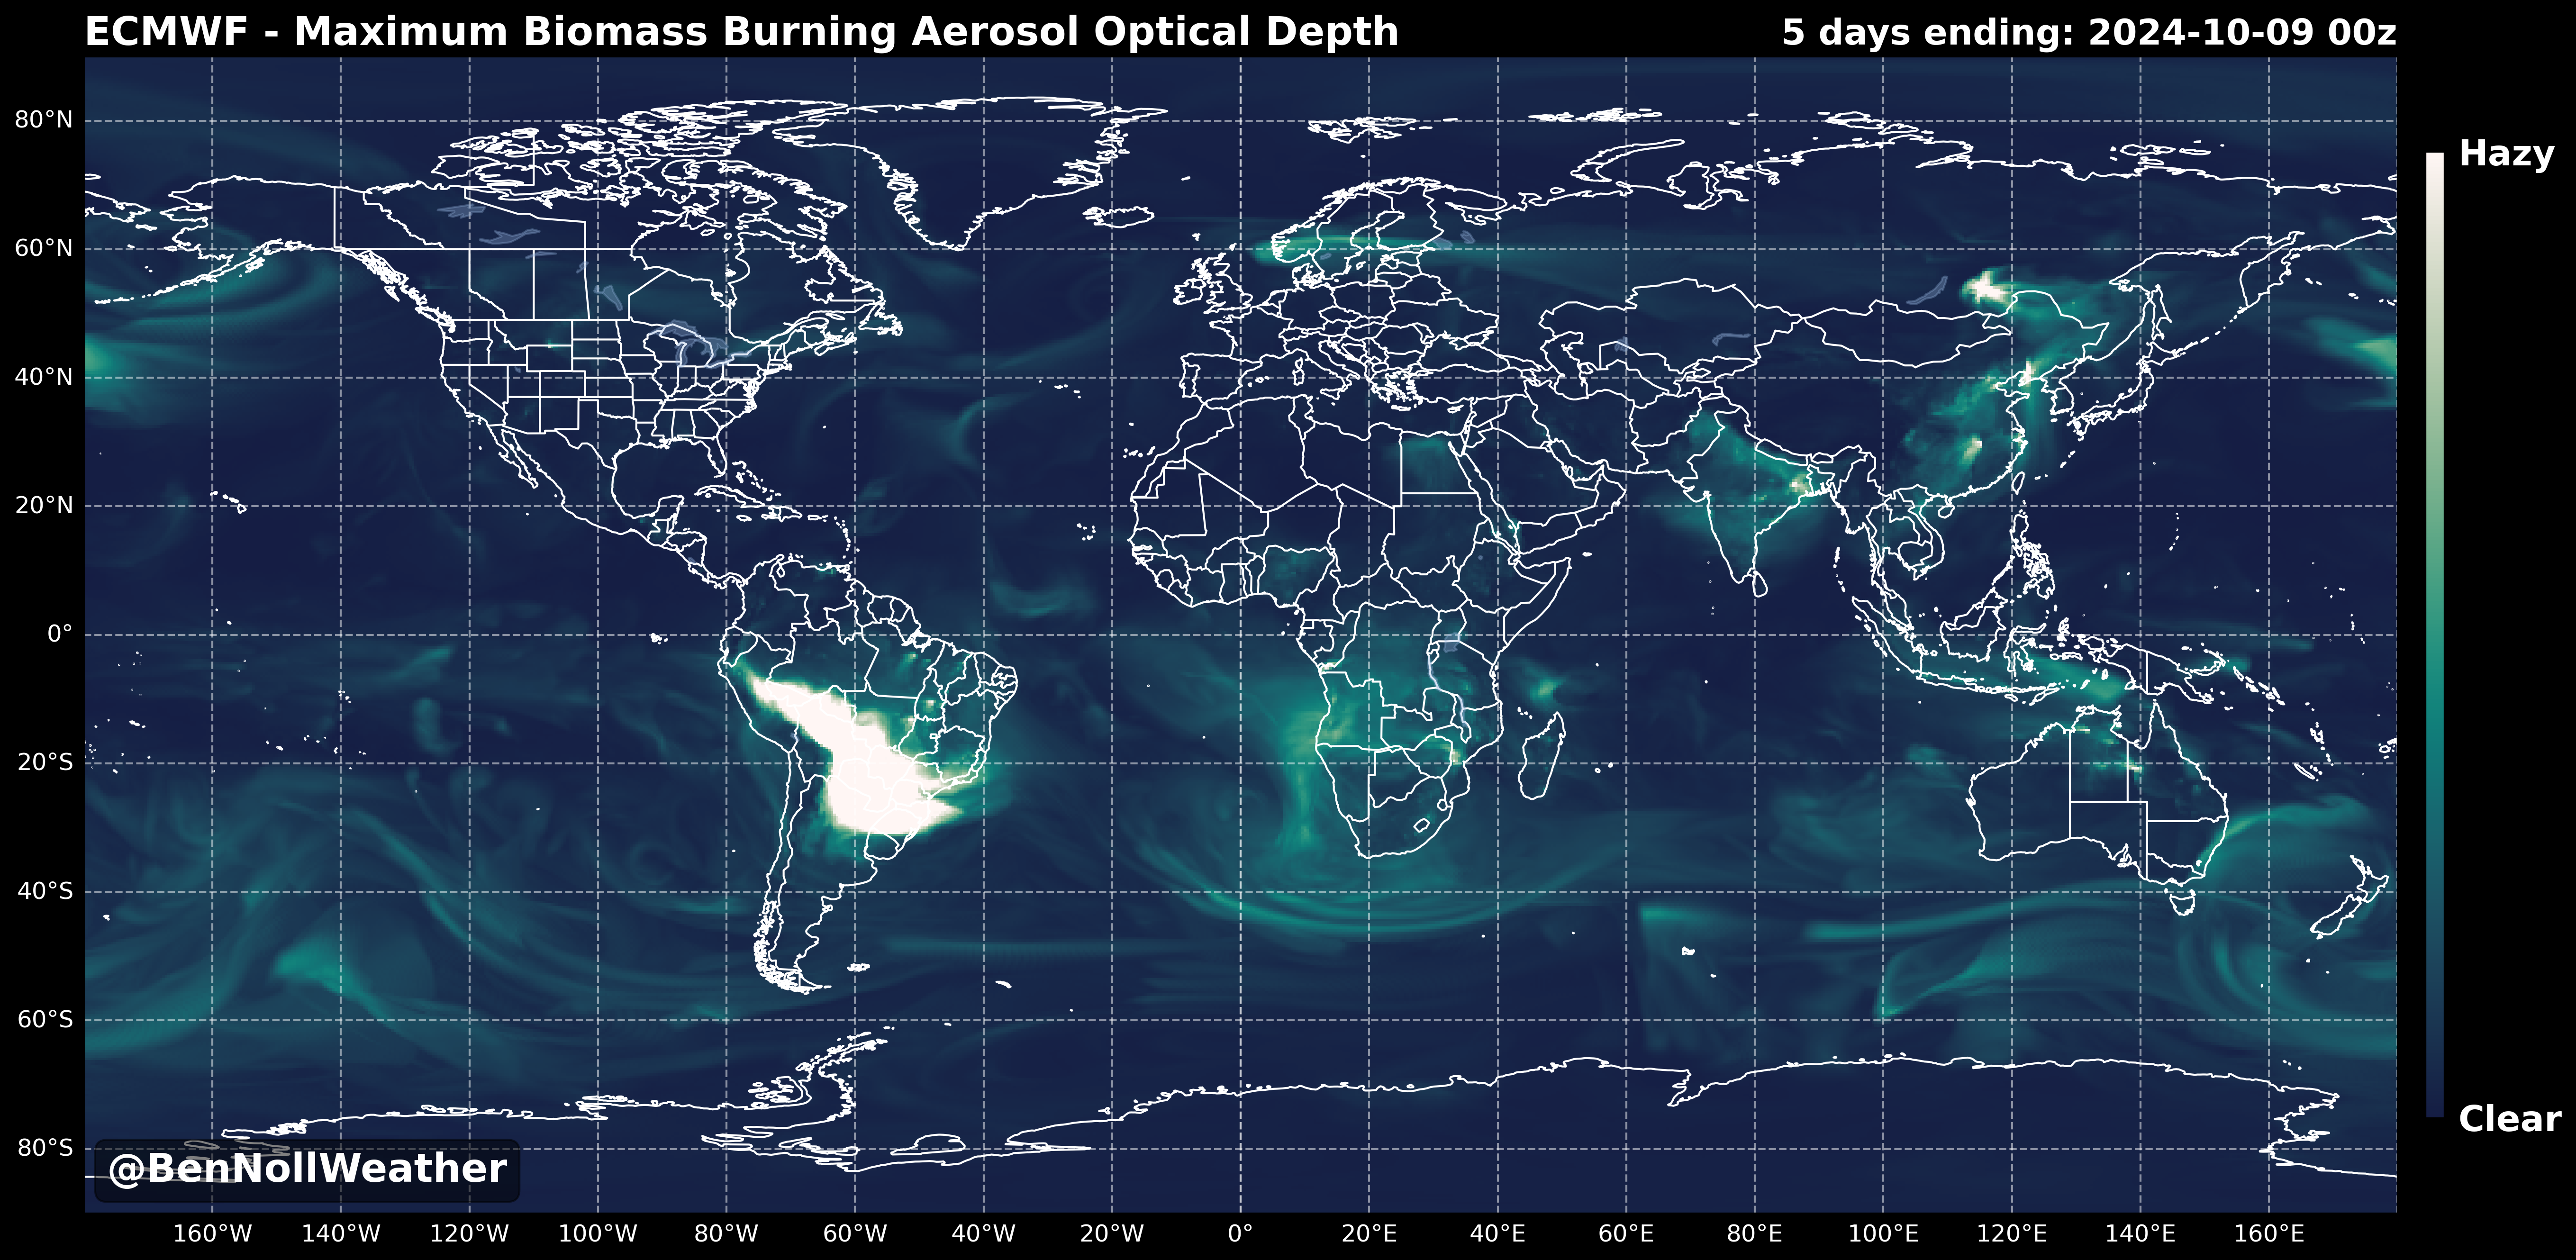 ECMWF - Maximum Biomass Burning Aerosol Optical Depth
5 days ending: 2024-10-09 00z
Hazy
Clear
80°N
60°N
40°N
20°N
0°
20°S
40°S
60°S
80°S
@BenNollWeather
160°W 140°W 120°W 100°W 80°W 60°W 40°W 20°W 0° 20°E 40°E 60°E 80°E 100°E 120°E 140°E 160°E